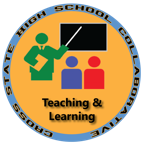 CROSS STATE HIGH SCHOOL COLLABORATIVE
Teaching &
Learning